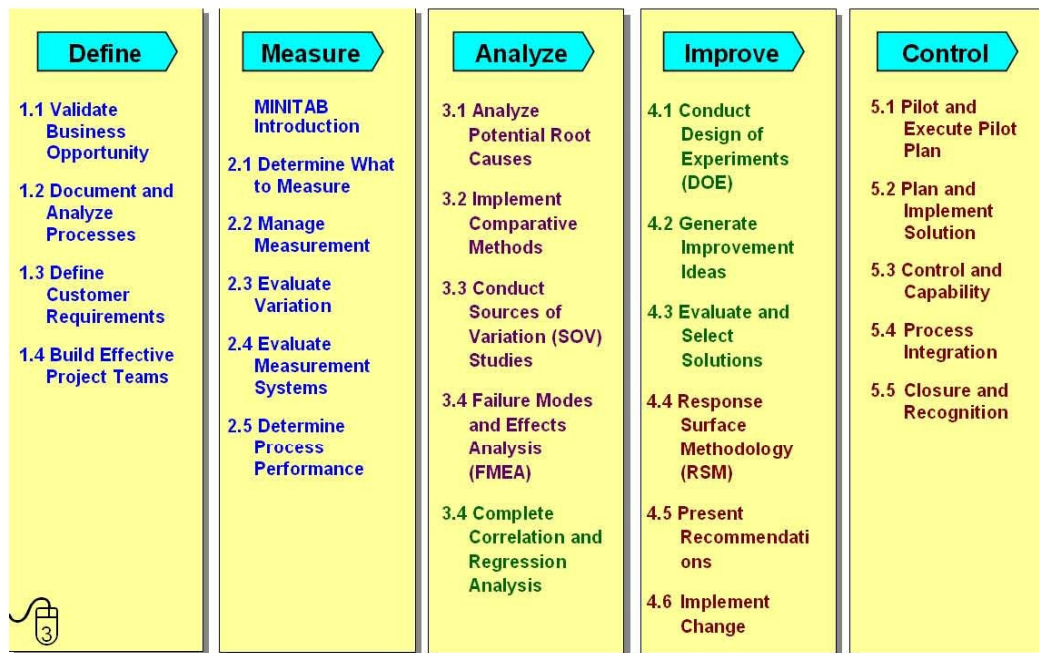 Define
1.1 Validate
Business
Opportunity
1.2 Document and
Analyze
Processes
1.3 Define
Customer
Requirements
1.4 Build Effective
Project Teams
3
Measure
MINITAB
Introduction
2.1 Determine What
to Measure
2.2 Manage
Measurement
2.3 Evaluate
Variation
2.4 Evaluate
Measurement
Systems
2.5 Determine
Process
Performance
Analyze
3.1 Analyze
Potential Root
Causes
3.2 Implement
Comparative
Methods
3.3 Conduct
Sources of
Variation (SOV)
Studies
3.4 Failure Modes
and Effects
Analysis
(FMEA)
3.4 Complete
Correlation and
Regression
Analysis
Improve
4.1 Conduct
Design of
Experiments
(DOE)
4.2 Generate
Improvement
Ideas
4.3 Evaluate and
Select
Solutions
4.4 Response
Surface
Methodology
(RSM)
4.5 Present
Recommendati
ons
4.6 Implement
Change
Control
5.1 Pilot and
Execute Pilot
Plan
5.2 Plan and
Implement
Solution
5.3 Control and
Capability
5.4 Process
Integration
5.5 Closure and
Recognition